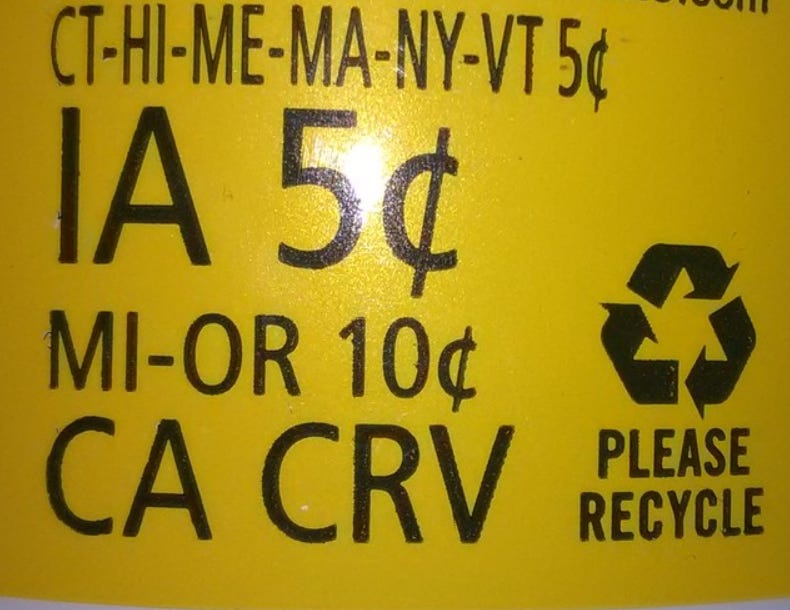 CT-HI-ME-MA-NY-VT 5¢
IA 5¢
MI-OR 10¢
CA CRV
PLEASE
RECYCLE